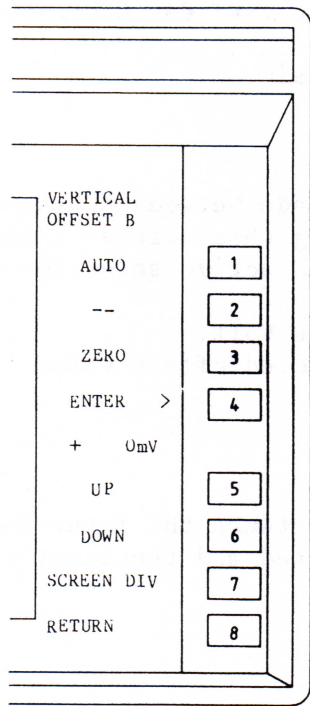 VERTICAL
OFFSET B
AUTO 1
-- 2
ZERO 3
ENTER > 4
+ 0mV
UP 5
DOWN 6
SCREEN DIV 7
RETURN 8